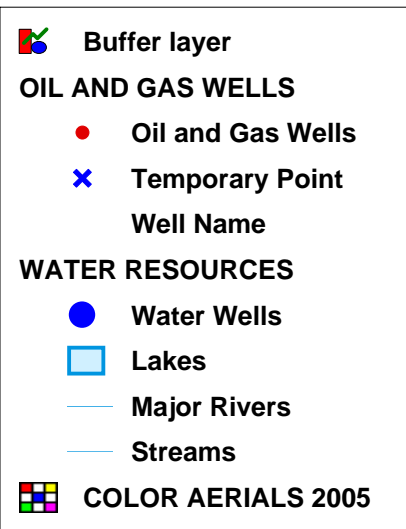 Buffer layer
OIL AND GAS WELLS
Oil and Gas Wells
Temporary Point
Well Name
WATER RESOURCES
Water Wells
Lakes
Major Rivers
Streams
COLOR AERIALS 2005